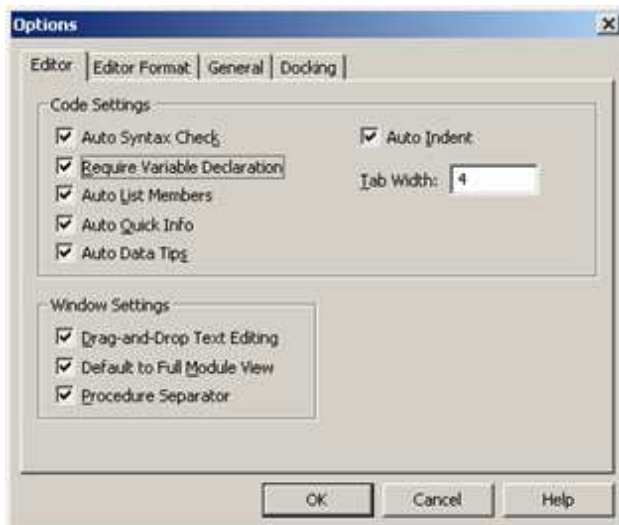 Options
Editor Editor Format General Docking
Code Settings
Auto Syntax Check
Auto Indent
Require Variable Declaration
Tab Width: 4
Auto List Members
Auto Quick Info
Auto Data Tips
Window Settings
Drag-and-Drop Text Editing
Default to Full Module View
Procedure Separator
OK Cancel Help